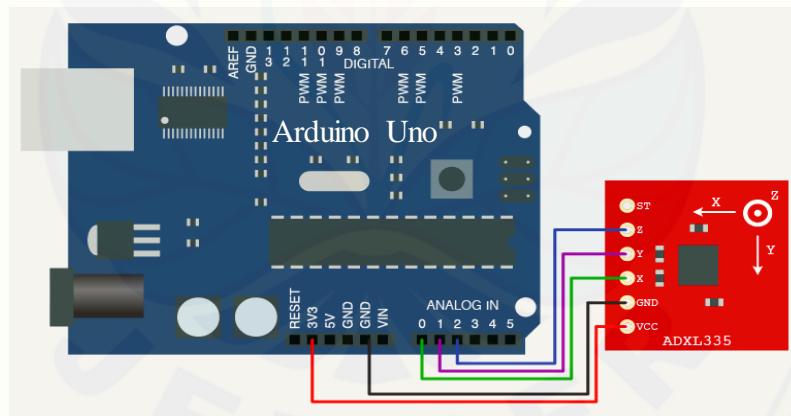 AREF
GND
13
12
11
10
9
8
7
6
5
4
3
2
1
0
DIGITAL
PWM
PWM
PWM
PWM
PWM
PWM
Arduino Uno
RESET
3V3
5V
GND
GND
VIN
ANALOG IN
0 1 2 3 4 5
ST
Z
Y
X
GND
VCC
X
Z
Y
ADXL335